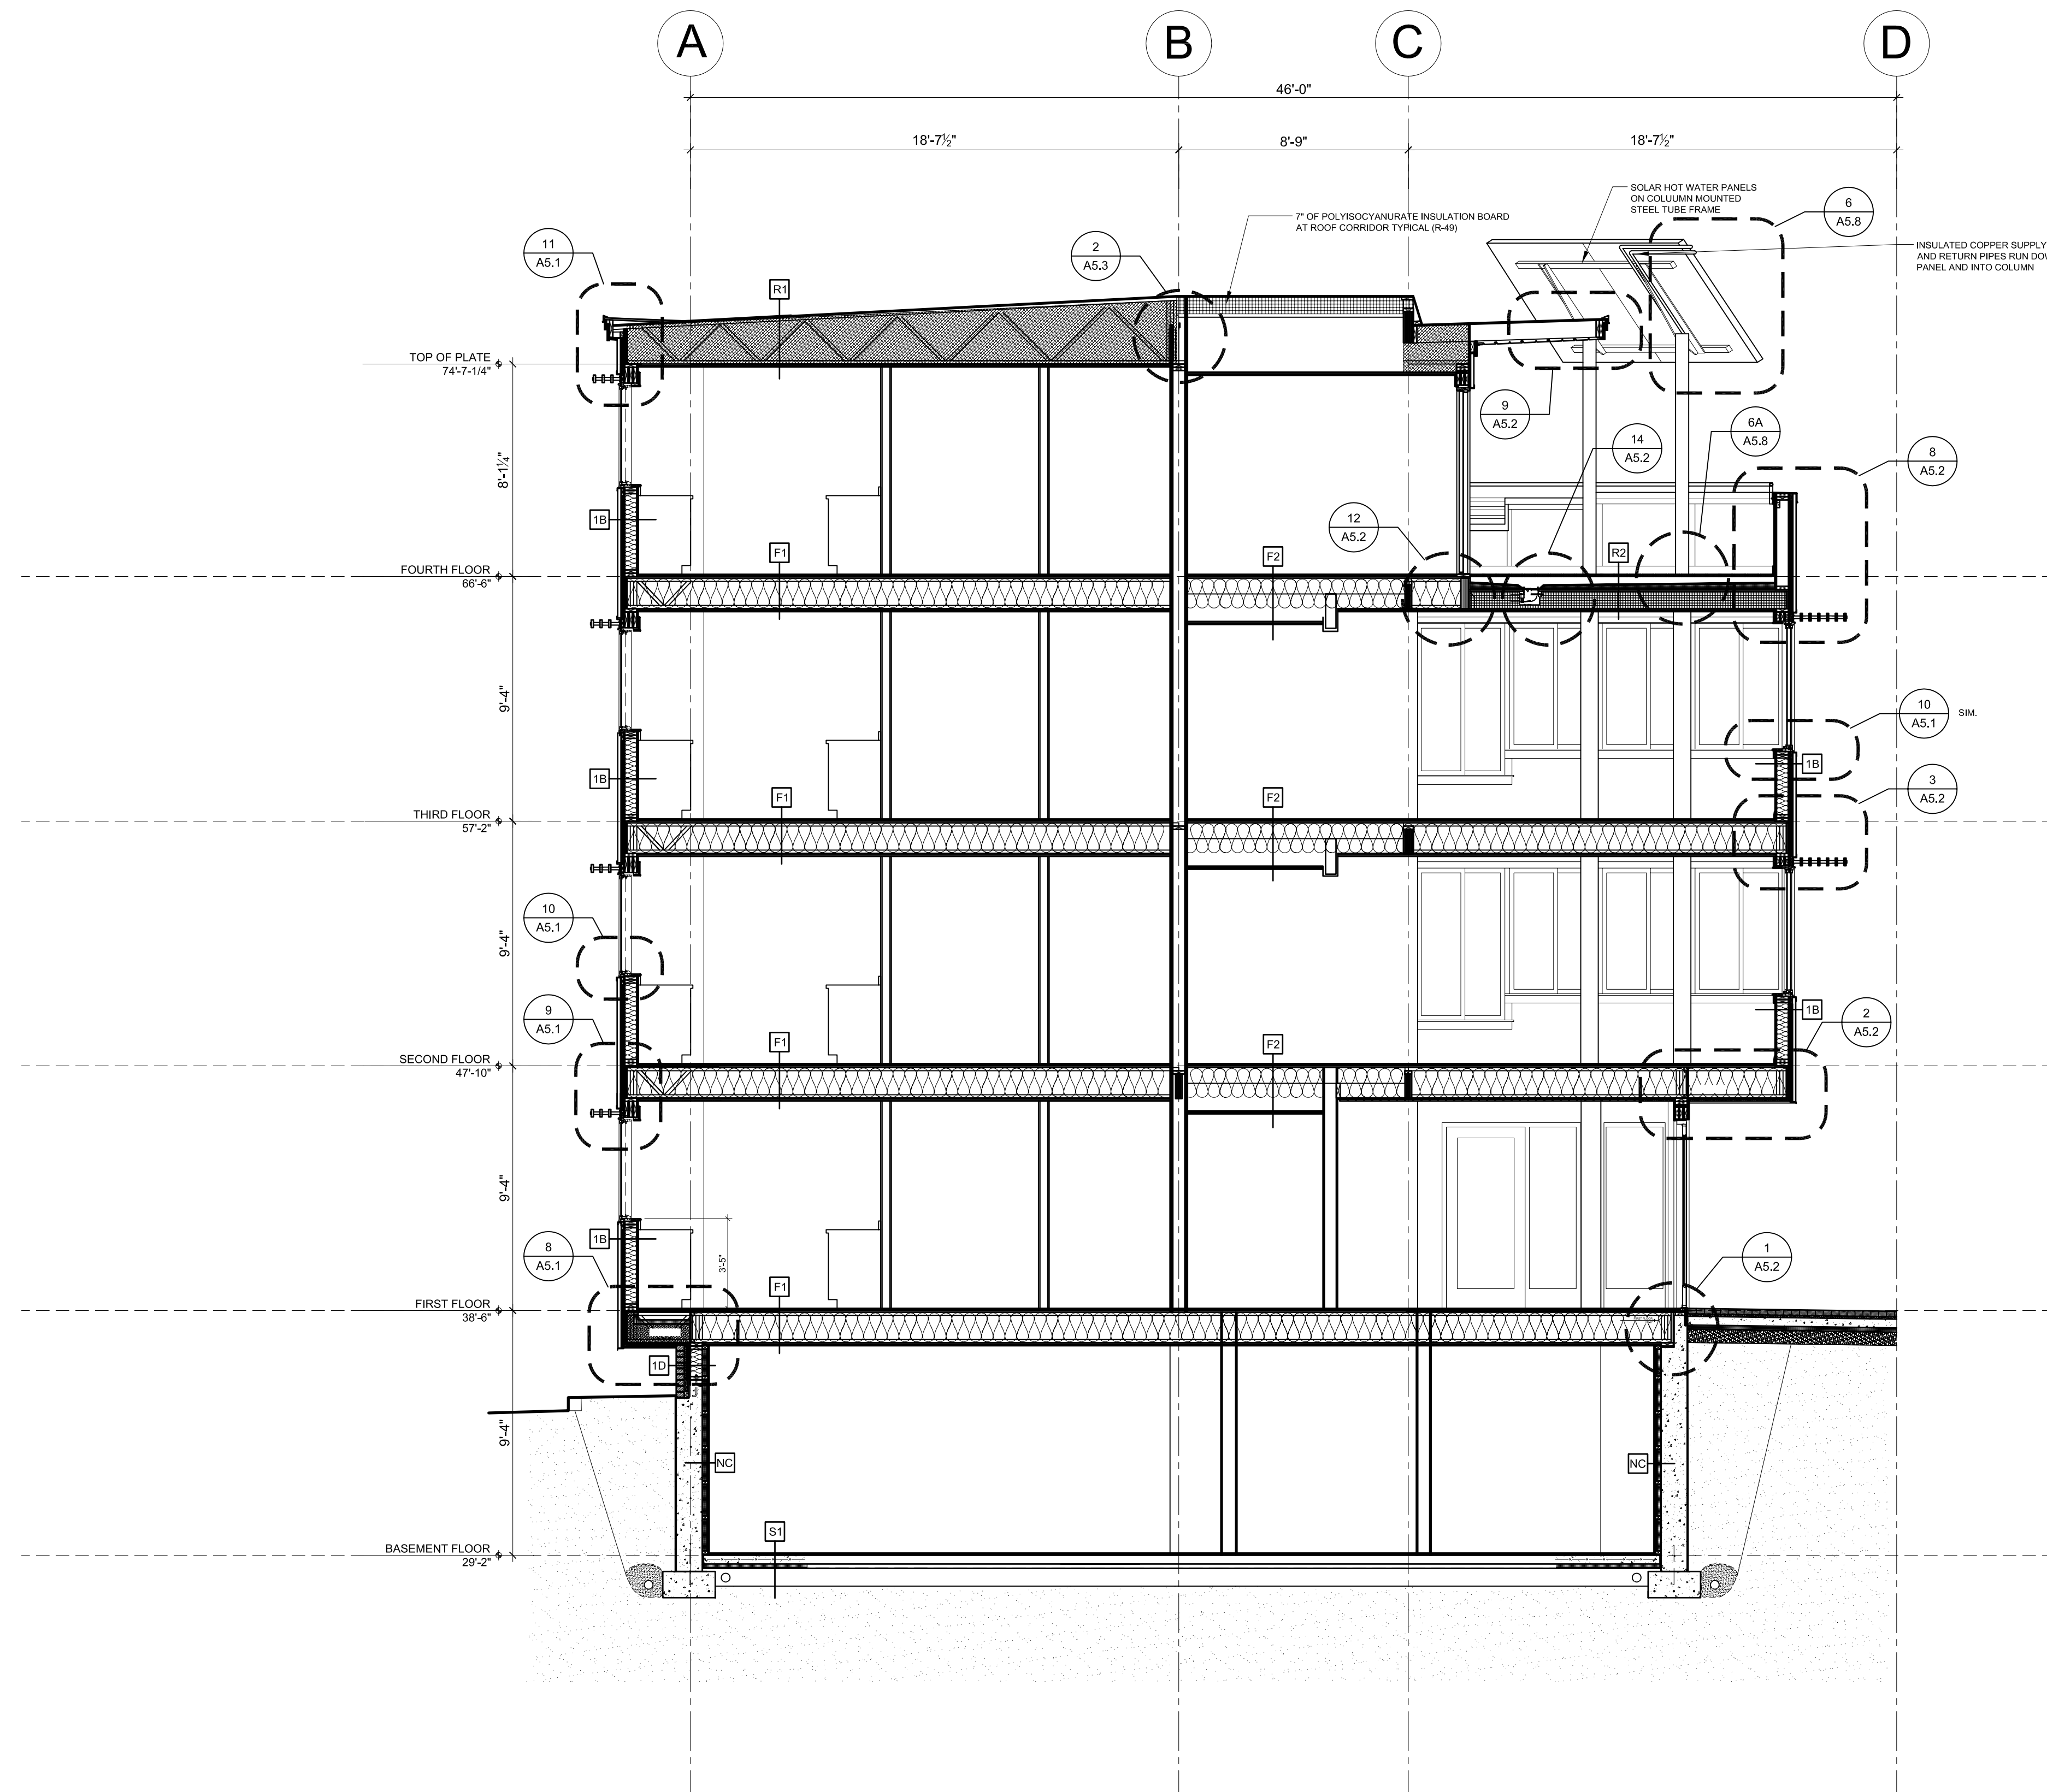 A B C D
46'-0"
18'-7½" 8'-9" 18'-7½"
SOLAR HOT WATER PANELS
ON COLUUMN MOUNTED
STEEL TUBE FRAME
6
A5.8
7" OF POLYISOCYANURATE INSULATION BOARD
AT ROOF CORRIDOR TYPICAL (R-49)
11
A5.1
2
A5.3
INSULATED COPPER SUPPLY
AND RETURN PIPES RUN DOW
PANEL AND INTO COLUMN
R1
TOP OF PLATE
74'-7-1/4"
9
A5.2
14
A5.2
6A
A5.8
8
A5.2
8'-1¼"
1B
12
A5.2
F1
F2
R2
FOURTH FLOOR
66'-6"
9'-4"
10
A5.1
SIM.
1B
1B
3
A5.2
F1
F2
THIRD FLOOR
57'-2"
10
A5.1
9'-4"
9
A5.1
1B
2
A5.2
F1
F2
SECOND FLOOR
47'-10"
9'-4"
1B
8
A5.1
3'-5"
1
A5.2
F1
FIRST FLOOR
38'-6"
1D
9'-4"
NC
NC
S1
BASEMENT FLOOR
29'-2"